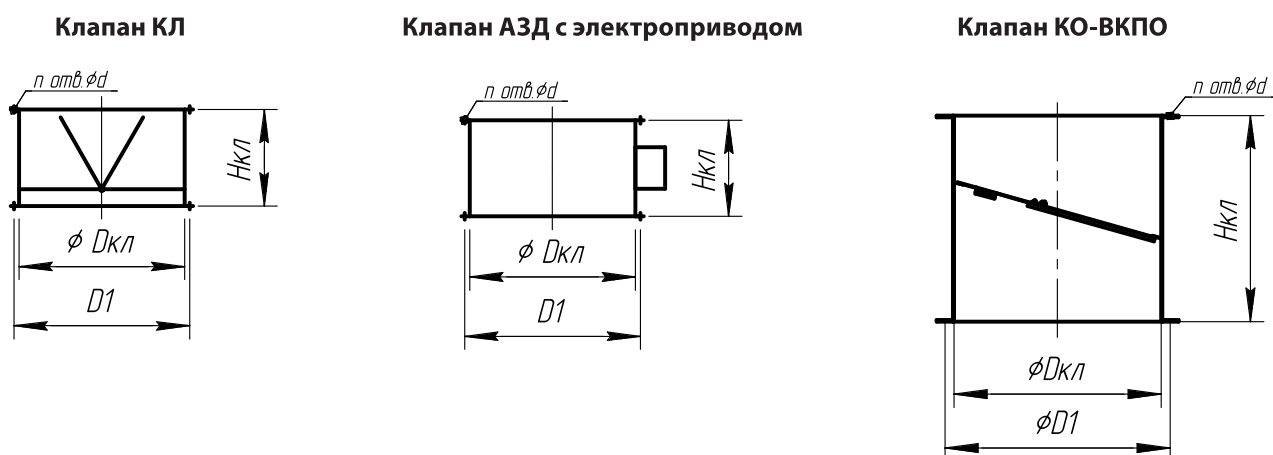 Клапан КЛ
n отв.φd
Нкл
φ Dкл
D1
Клапан АЗД с электроприводом
n отв.φd
Нкл
φ Dкл
D1
Клапан КО-ВКПО
n отв.φd
Нкл
φDкл
φD1